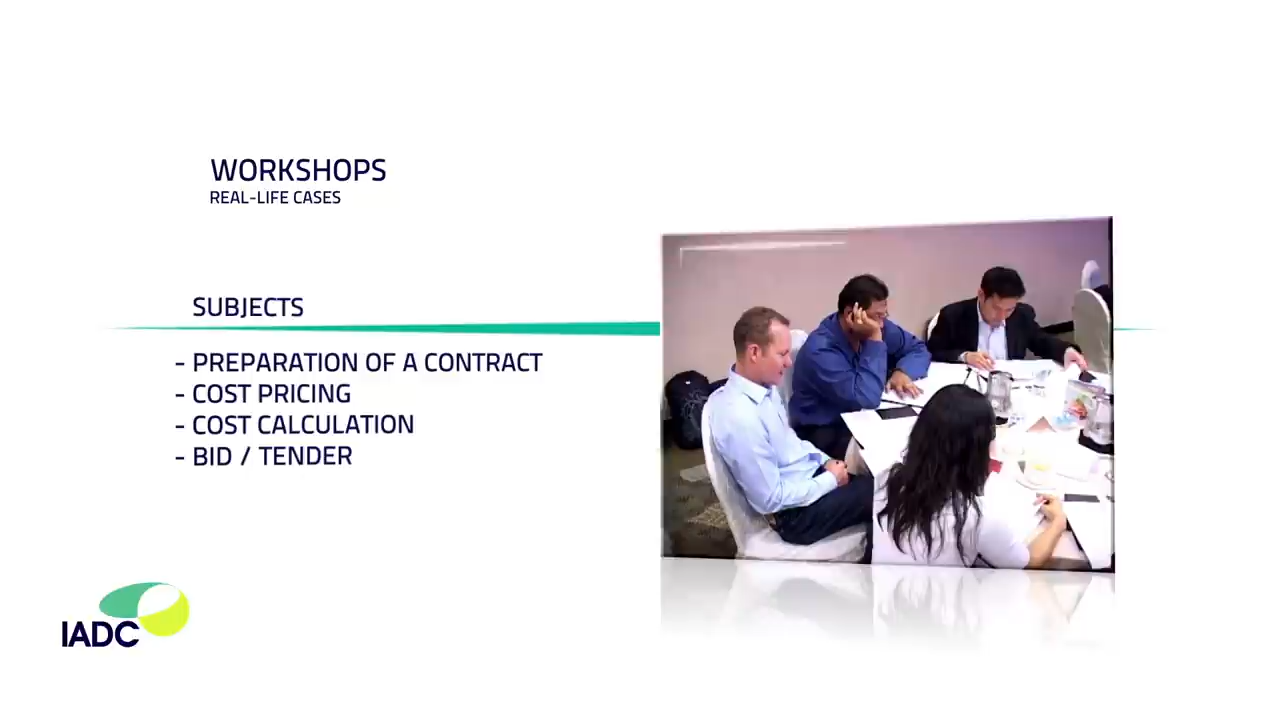 WORKSHOPS
REAL-LIFE CASES
SUBJECTS
- PREPARATION OF A CONTRACT
- COST PRICING
- COST CALCULATION
- BID / TENDER
IADC